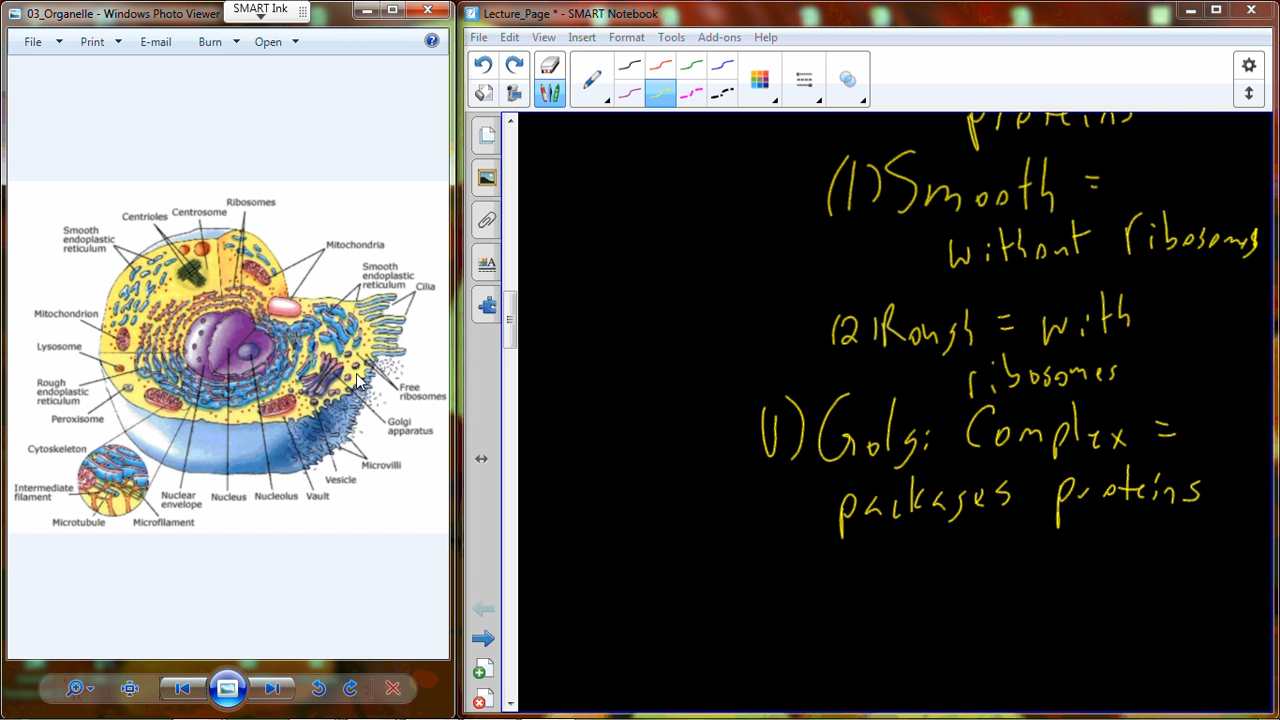 03_Organelle - Windows Photo Viewer
SMART Ink
File Print E-mail Burn Open
Ribosomes
Centrosome
Centrioles
Smooth
endoplastic
reticulum
Mitochondria
Smooth
endoplastic
reticulum
Cilia
Mitochondrion
Lysosome
Rough
endoplastic
reticulum
Peroxisome
Free
ribosomes
Golgi
apparatus
Cytoskeleton
Microvilli
Vesicle
Intermediate
filament
Nuclear
envelope
Nucleus
Nucleolus
Vault
Microtubule
Microfilament
Lecture_Page * - SMART Notebook
File Edit View Insert Format Tools Add-ons Help
proteins
(1) Smooth =
without ribosomes
(2) Rough = with
ribosomes
Golgi Complex =
packages proteins